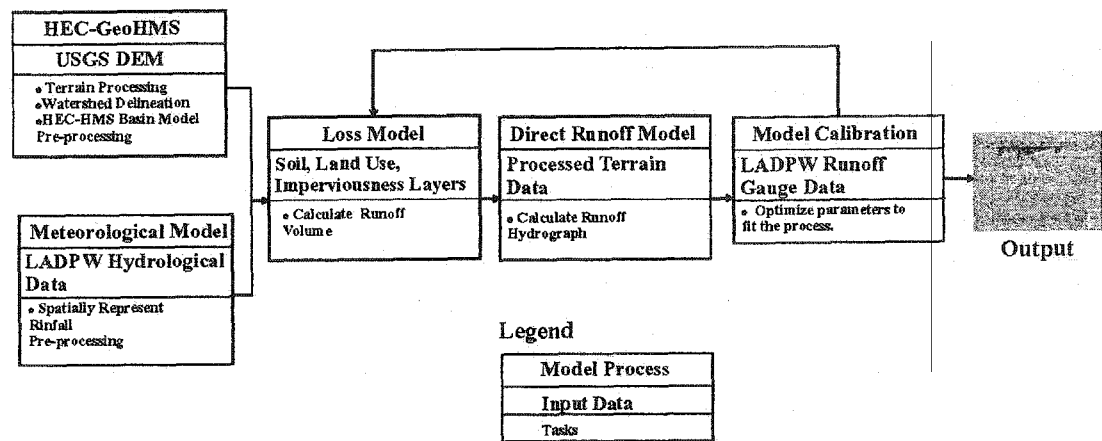 HEC-GeoHMS
USGS DEM
• Terrain Processing
• Watershed Delineation
• HEC-HMS Basin Model
Pre-processing
Meteorological Model
LADPW Hydrological
Data
• Spatially Represent
Rinfall
Pre-processing
Loss Model
Soil, Land Use,
Imperviousness Layers
• Calculate Runoff
Volume
Direct Runoff Model
Processed Terrain
Data
• Calculate Runoff
Hydrograph
Model Calibration
LADPW Runoff
Gauge Data
• Optimize parameters to
fit the process.
Output
Legend
Model Process
Input Data
Tasks